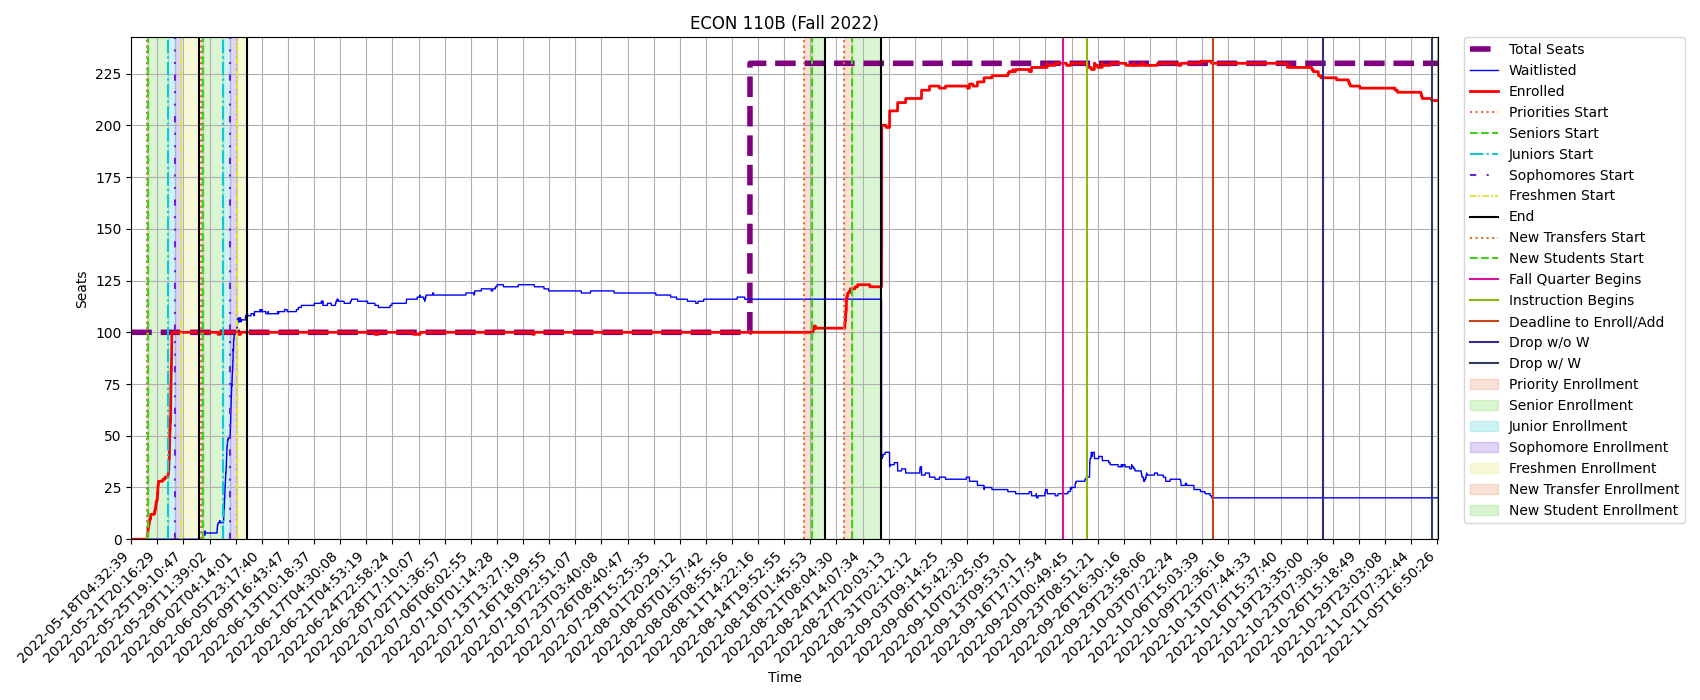 ECON 110B (Fall 2022)
Seats
225
200
175
150
125
100
75
50
25
0
2022-05-18T04:32:39
2022-05-21T20:16:29
2022-05-25T19:10:47
2022-05-29T11:39:02
2022-06-02T04:14:01
2022-06-05T23:17:40
2022-06-09T16:43:47
2022-06-13T10:18:37
2022-06-17T04:30:08
2022-06-21T04:53:19
2022-06-24T22:58:24
2022-06-28T17:10:07
2022-07-02T11:36:57
2022-07-06T06:02:55
2022-07-10T01:14:28
2022-07-13T13:27:19
2022-07-16T18:09:55
2022-07-19T22:51:07
2022-07-23T03:40:08
2022-07-26T08:40:47
2022-07-29T15:25:35
2022-08-01T20:29:12
2022-08-05T01:57:42
2022-08-08T08:55:56
2022-08-11T14:22:16
2022-08-14T19:52:55
2022-08-18T01:45:53
2022-08-21T08:04:30
2022-08-24T14:07:34
2022-08-27T20:03:13
2022-08-31T02:12:12
2022-09-03T09:14:25
2022-09-06T15:42:30
2022-09-10T02:25:05
2022-09-13T09:53:01
2022-09-16T17:17:54
2022-09-20T00:49:45
2022-09-23T08:51:21
2022-09-26T16:30:16
2022-09-29T23:58:06
2022-10-03T07:22:24
2022-10-06T15:03:39
2022-10-09T22:36:16
2022-10-13T07:44:33
2022-10-16T15:37:40
2022-10-19T23:35:00
2022-10-23T07:30:36
2022-10-26T15:18:49
2022-10-29T23:03:08
2022-11-02T07:32:44
2022-11-05T16:50:26
Time
Total Seats
Waitlisted
Enrolled
Priorities Start
Seniors Start
Juniors Start
Sophomores Start
Freshmen Start
End
New Transfers Start
New Students Start
Fall Quarter Begins
Instruction Begins
Deadline to Enroll/Add
Drop w/o W
Drop w/ W
Priority Enrollment
Senior Enrollment
Junior Enrollment
Sophomore Enrollment
Freshmen Enrollment
New Transfer Enrollment
New Student Enrollment